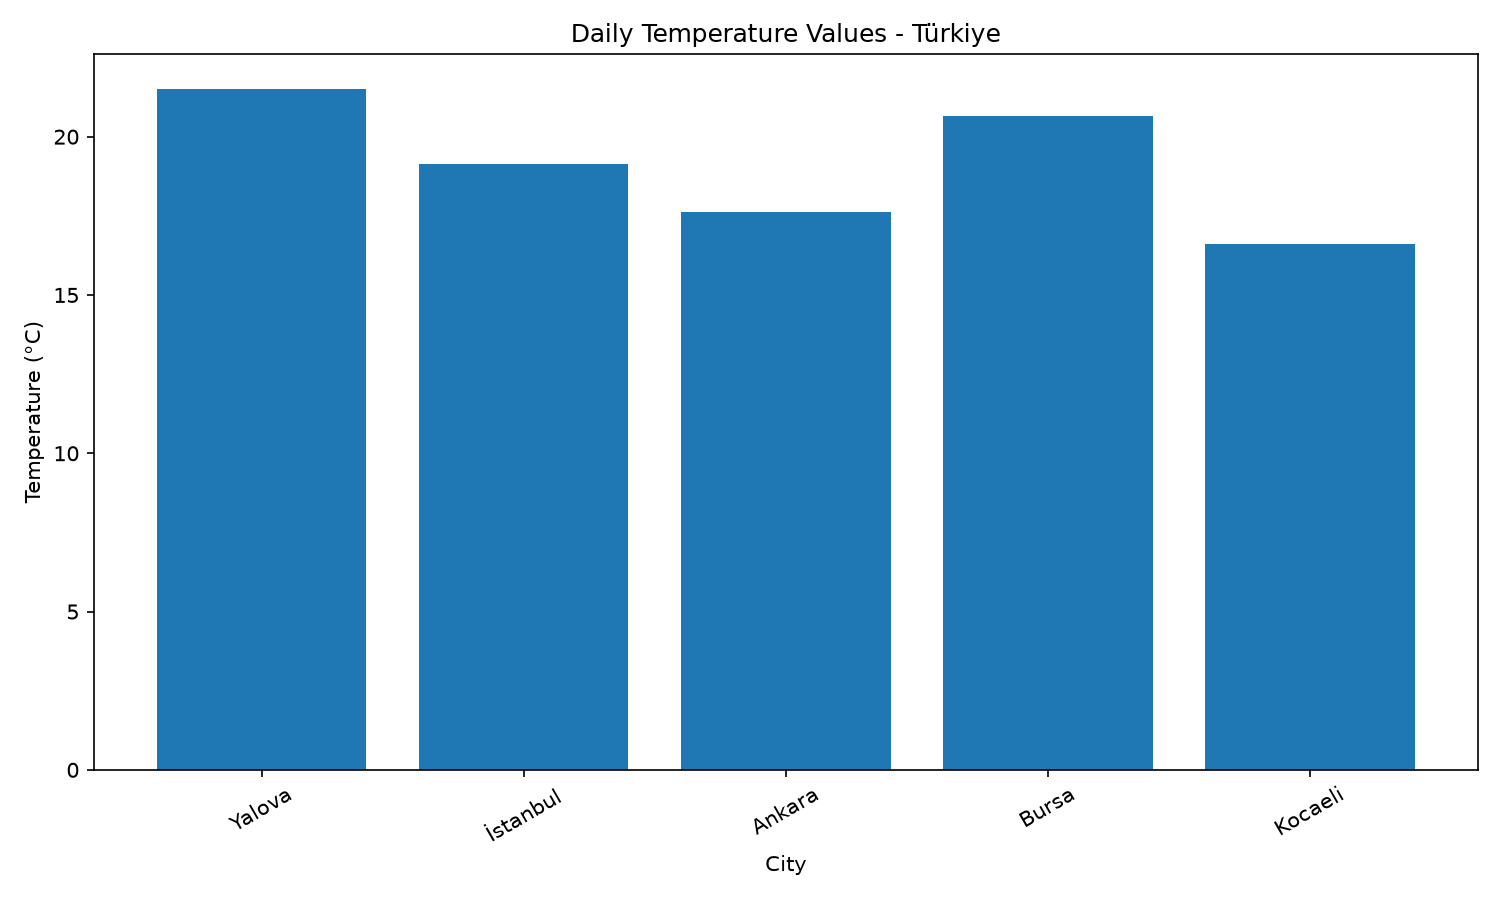 Daily Temperature Values - Türkiye
Temperature (°C)
20
15
10
5
0
Yalova
İstanbul
Ankara
Bursa
Kocaeli
City